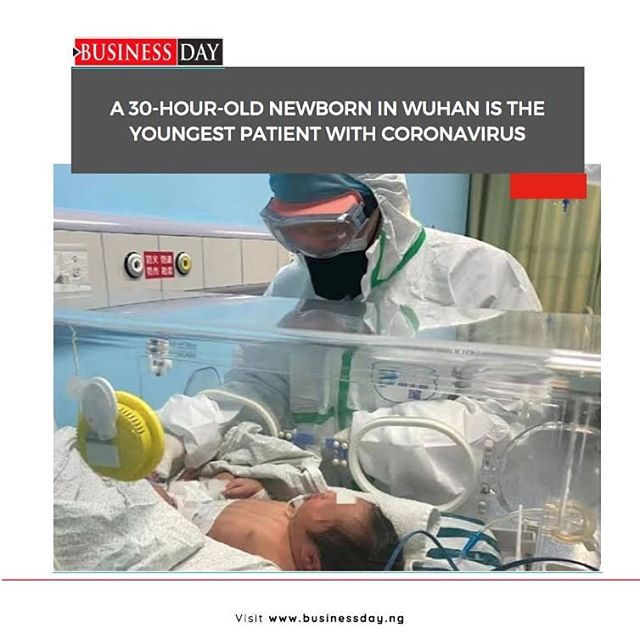 BUSINESS DAY
A 30-HOUR-OLD NEWBORN IN WUHAN IS THE
YOUNGEST PATIENT WITH CORONAVIRUS
Visit www.businessday.ng